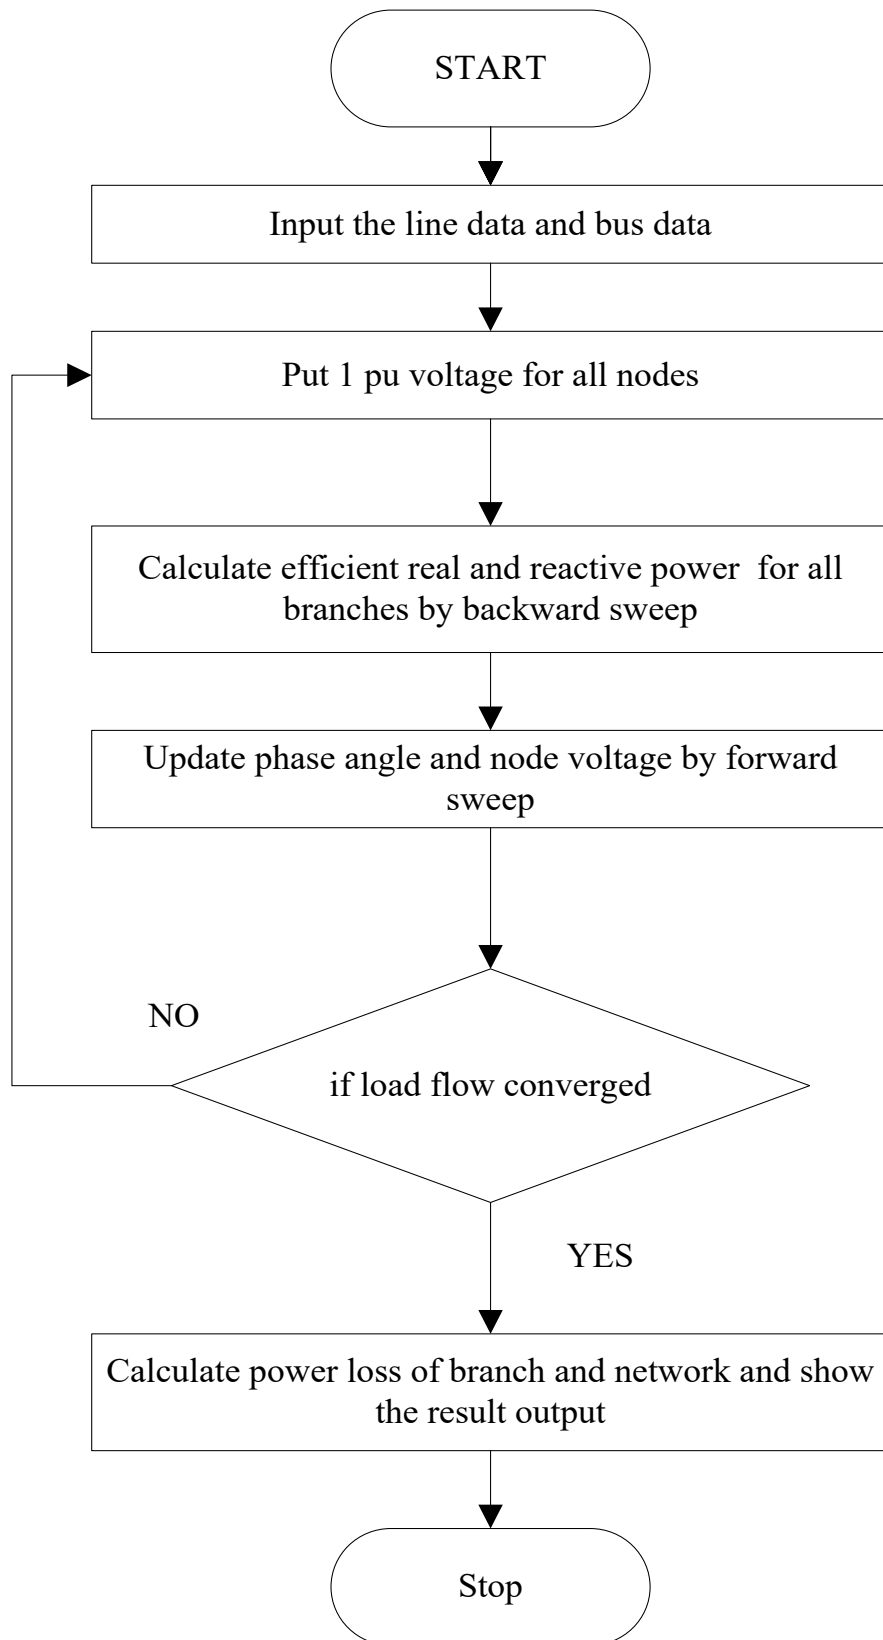 START
Input the line data and bus data
Put 1 pu voltage for all nodes
Calculate efficient real and reactive power  for all
branches by backward sweep
Update phase angle and node voltage by forward
sweep
NO
if load flow converged
YES
Calculate power loss of branch and network and show
the result output
Stop